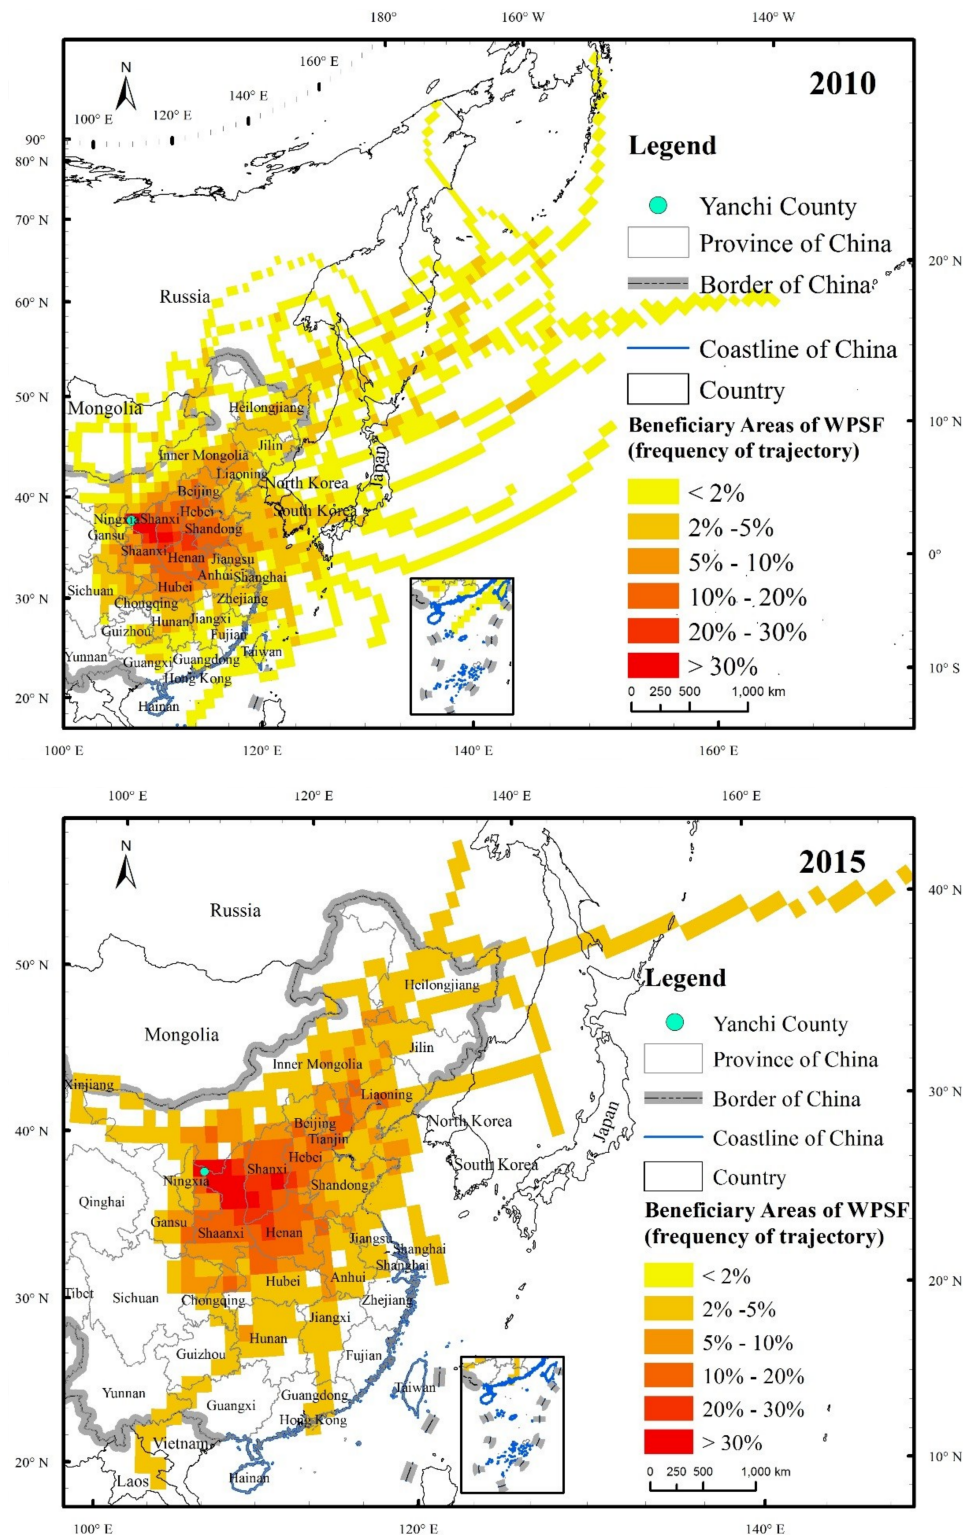 180°
160° W
140° W
160° E
N
2010
140° E
120° E
100° E
90°
80° N
Legend
Yanchi County
70° N
Province of China
20° N
Border of China
Russia
60° N
Coastline of China
Country
50° N
Mongolia
Heilongjiang
10° N
Beneficiary Areas of WPSF
(frequency of trajectory)
Jilin
Inner Mongolia
Japan
Liaoning
North Korea
Beijing
< 2%
40° N
Hebei
South Korea
2% -5%
Ningxia
Shanxi
Shandong
Gansu
0°
Shaanxi
Henan
Jiangsu
5% - 10%
Anhui
Shanghai
Sichuan
Hubei
10% - 20%
30° N
Chongqing
Zhejiang
Hunan
Jiangxi
Guizhou
Fujian
20% - 30%
Taiwan
Yunnan
Guangxi
Guangdong
> 30%
10° S
Hong Kong
20° N
Hainan
0 250 500 1,000 km
100° E
120° E
140° E
160° E
100° E
120° E
140° E
160° E
N
2015
40° N
Russia
50° N
Legend
Heilongjiang
Yanchi County
Mongolia
Jilin
Province of China
Inner Mongolia
Xinjiang
Liaoning
30° N
Border of China
Beijing
North Korea
Japan
40° N
Tianjin
Coastline of China
Hebei
Shanxi
South Korea
Country
Ningxia
Shandong
Qinghai
Beneficiary Areas of WPSF
(frequency of trajectory)
Gansu
Shaanxi
Henan
Jiangsu
Shanghai
Shanghai
< 2%
20° N
Hubei
Anhui
Tibet
Sichuan
Chongqing
Zhejiang
2% -5%
30° N
Jiangxi
Hunan
5% - 10%
Guizhou
Fujian
10% - 20%
Yunnan
Guangdong
Taiwan
Guangxi
20% - 30%
Hong Kong
Vietnam
> 30%
20° N
Laos
Hainan
10° N
0 250 500 1,000 km
100° E
120° E
140° E